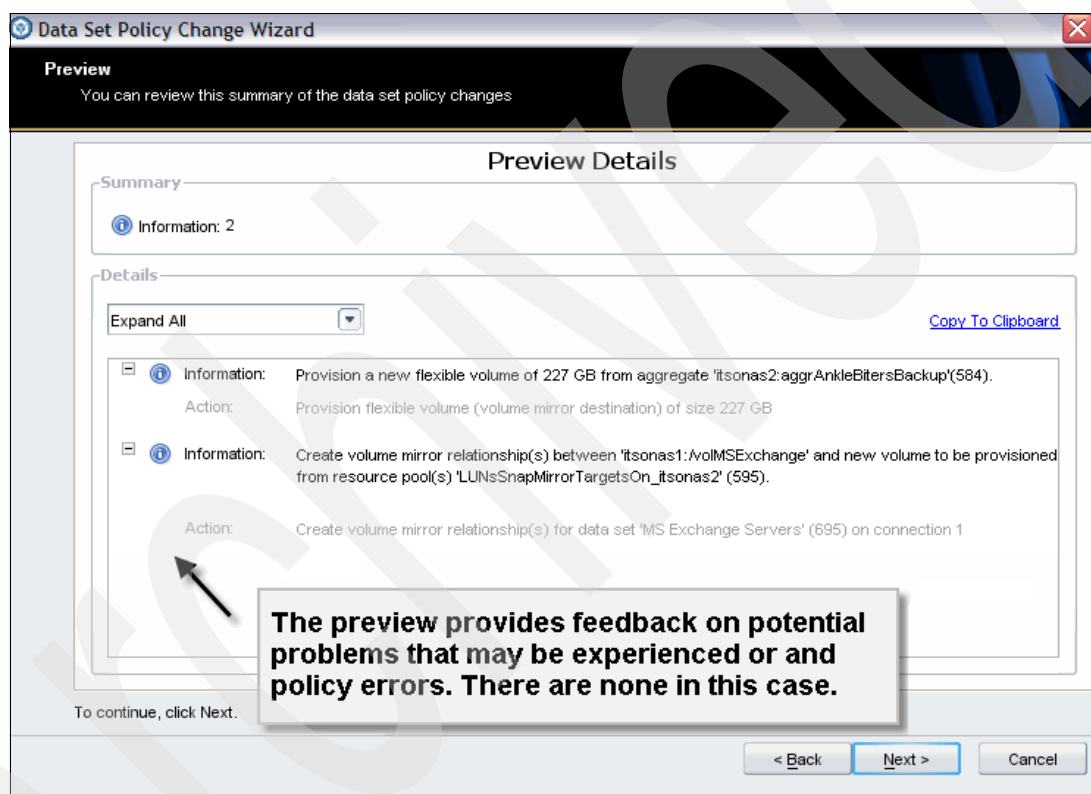 Data Set Policy Change Wizard
Preview
You can review this summary of the data set policy changes
Preview Details
Summary
Information: 2
Details
Expand All
Copy To Clipboard
Information: Provision a new flexible volume of 227 GB from aggregate 'itsonas2:aggrAnkleBitersBackup'(584).
Action: Provision flexible volume (volume mirror destination) of size 227 GB
Information: Create volume mirror relationship(s) between 'itsonas1:/volMSExchange' and new volume to be provisioned
from resource pool(s) 'LUNsSnapMirrorTargetsOn_itsonas2' (595).
Action: Create volume mirror relationship(s) for data set 'MS Exchange Servers' (695) on connection 1
The preview provides feedback on potential
problems that may be experienced or and
policy errors. There are none in this case.
To continue, click Next.
< Back
Next >
Cancel